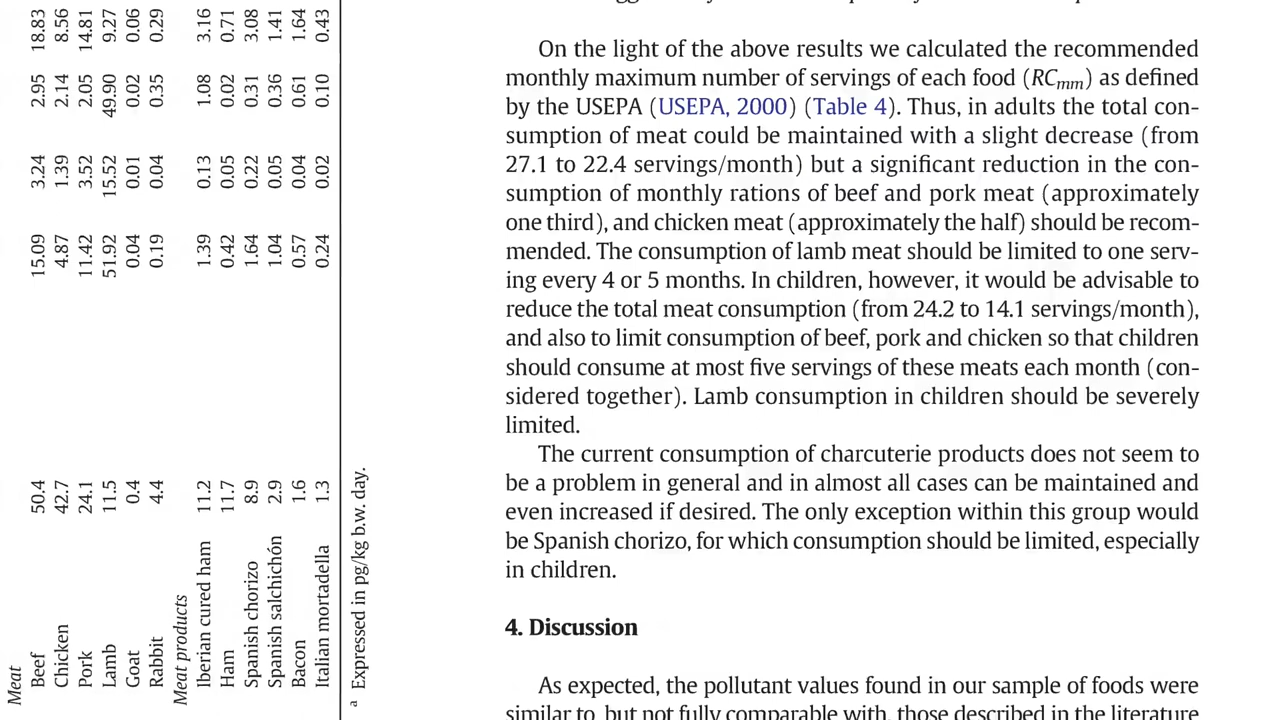 Meat
Beef 50.4 15.09 3.24 2.95 18.83
Chicken 42.7 4.87 1.39 2.14 8.56
Pork 24.1 11.42 3.52 2.05 14.81
Lamb 11.5 51.92 15.52 49.90 9.27
Goat 0.4 0.04 0.01 0.02 0.06
Rabbit 4.4 0.19 0.04 0.35 0.29
Meat products
Iberian cured ham 11.2 1.39 0.13 1.08 3.16
Ham 11.7 0.42 0.05 0.02 0.71
Spanish chorizo 8.9 1.64 0.22 0.31 3.08
Spanish salchichón 2.9 1.04 0.05 0.36 1.41
Bacon 1.6 0.57 0.04 0.61 1.64
Italian mortadella 1.3 0.24 0.02 0.10 0.43
a Expressed in pg/kg b.w. day.
On the light of the above results we calculated the recommended
monthly maximum number of servings of each food (RCmm) as defined
by the USEPA (USEPA, 2000) (Table 4). Thus, in adults the total con-
sumption of meat could be maintained with a slight decrease (from
27.1 to 22.4 servings/month) but a significant reduction in the con-
sumption of monthly rations of beef and pork meat (approximately
one third), and chicken meat (approximately the half) should be recom-
mended. The consumption of lamb meat should be limited to one serv-
ing every 4 or 5 months. In children, however, it would be advisable to
reduce the total meat consumption (from 24.2 to 14.1 servings/month),
and also to limit consumption of beef, pork and chicken so that children
should consume at most five servings of these meats each month (con-
sidered together). Lamb consumption in children should be severely
limited.
The current consumption of charcuterie products does not seem to
be a problem in general and in almost all cases can be maintained and
even increased if desired. The only exception within this group would
be Spanish chorizo, for which consumption should be limited, especially
in children.
4. Discussion
As expected, the pollutant values found in our sample of foods were
similar to, but not fully comparable with, those described in the literature